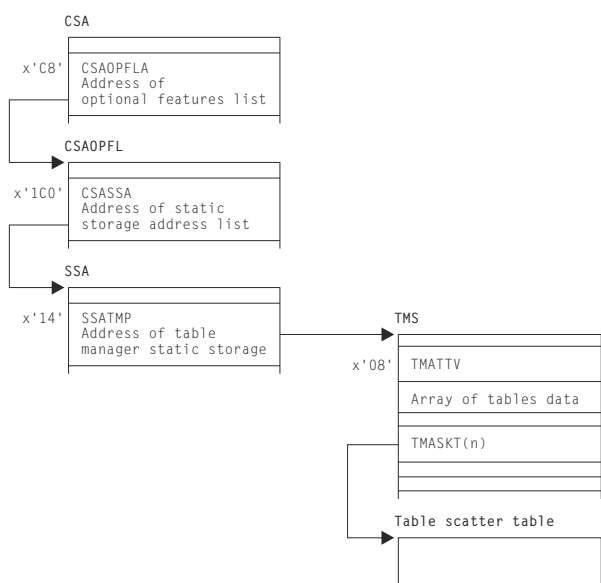 CSA
x'C8' CSAOPFLA
Address of
optional features list
CSAOPFL
x'1C0' CSASSA
Address of static
storage address list
SSA
x'14' SSATMP
Address of table
manager static storage
TMS
x'08' TMATTV
Array of tables data
TMASKT(n)
Table scatter table